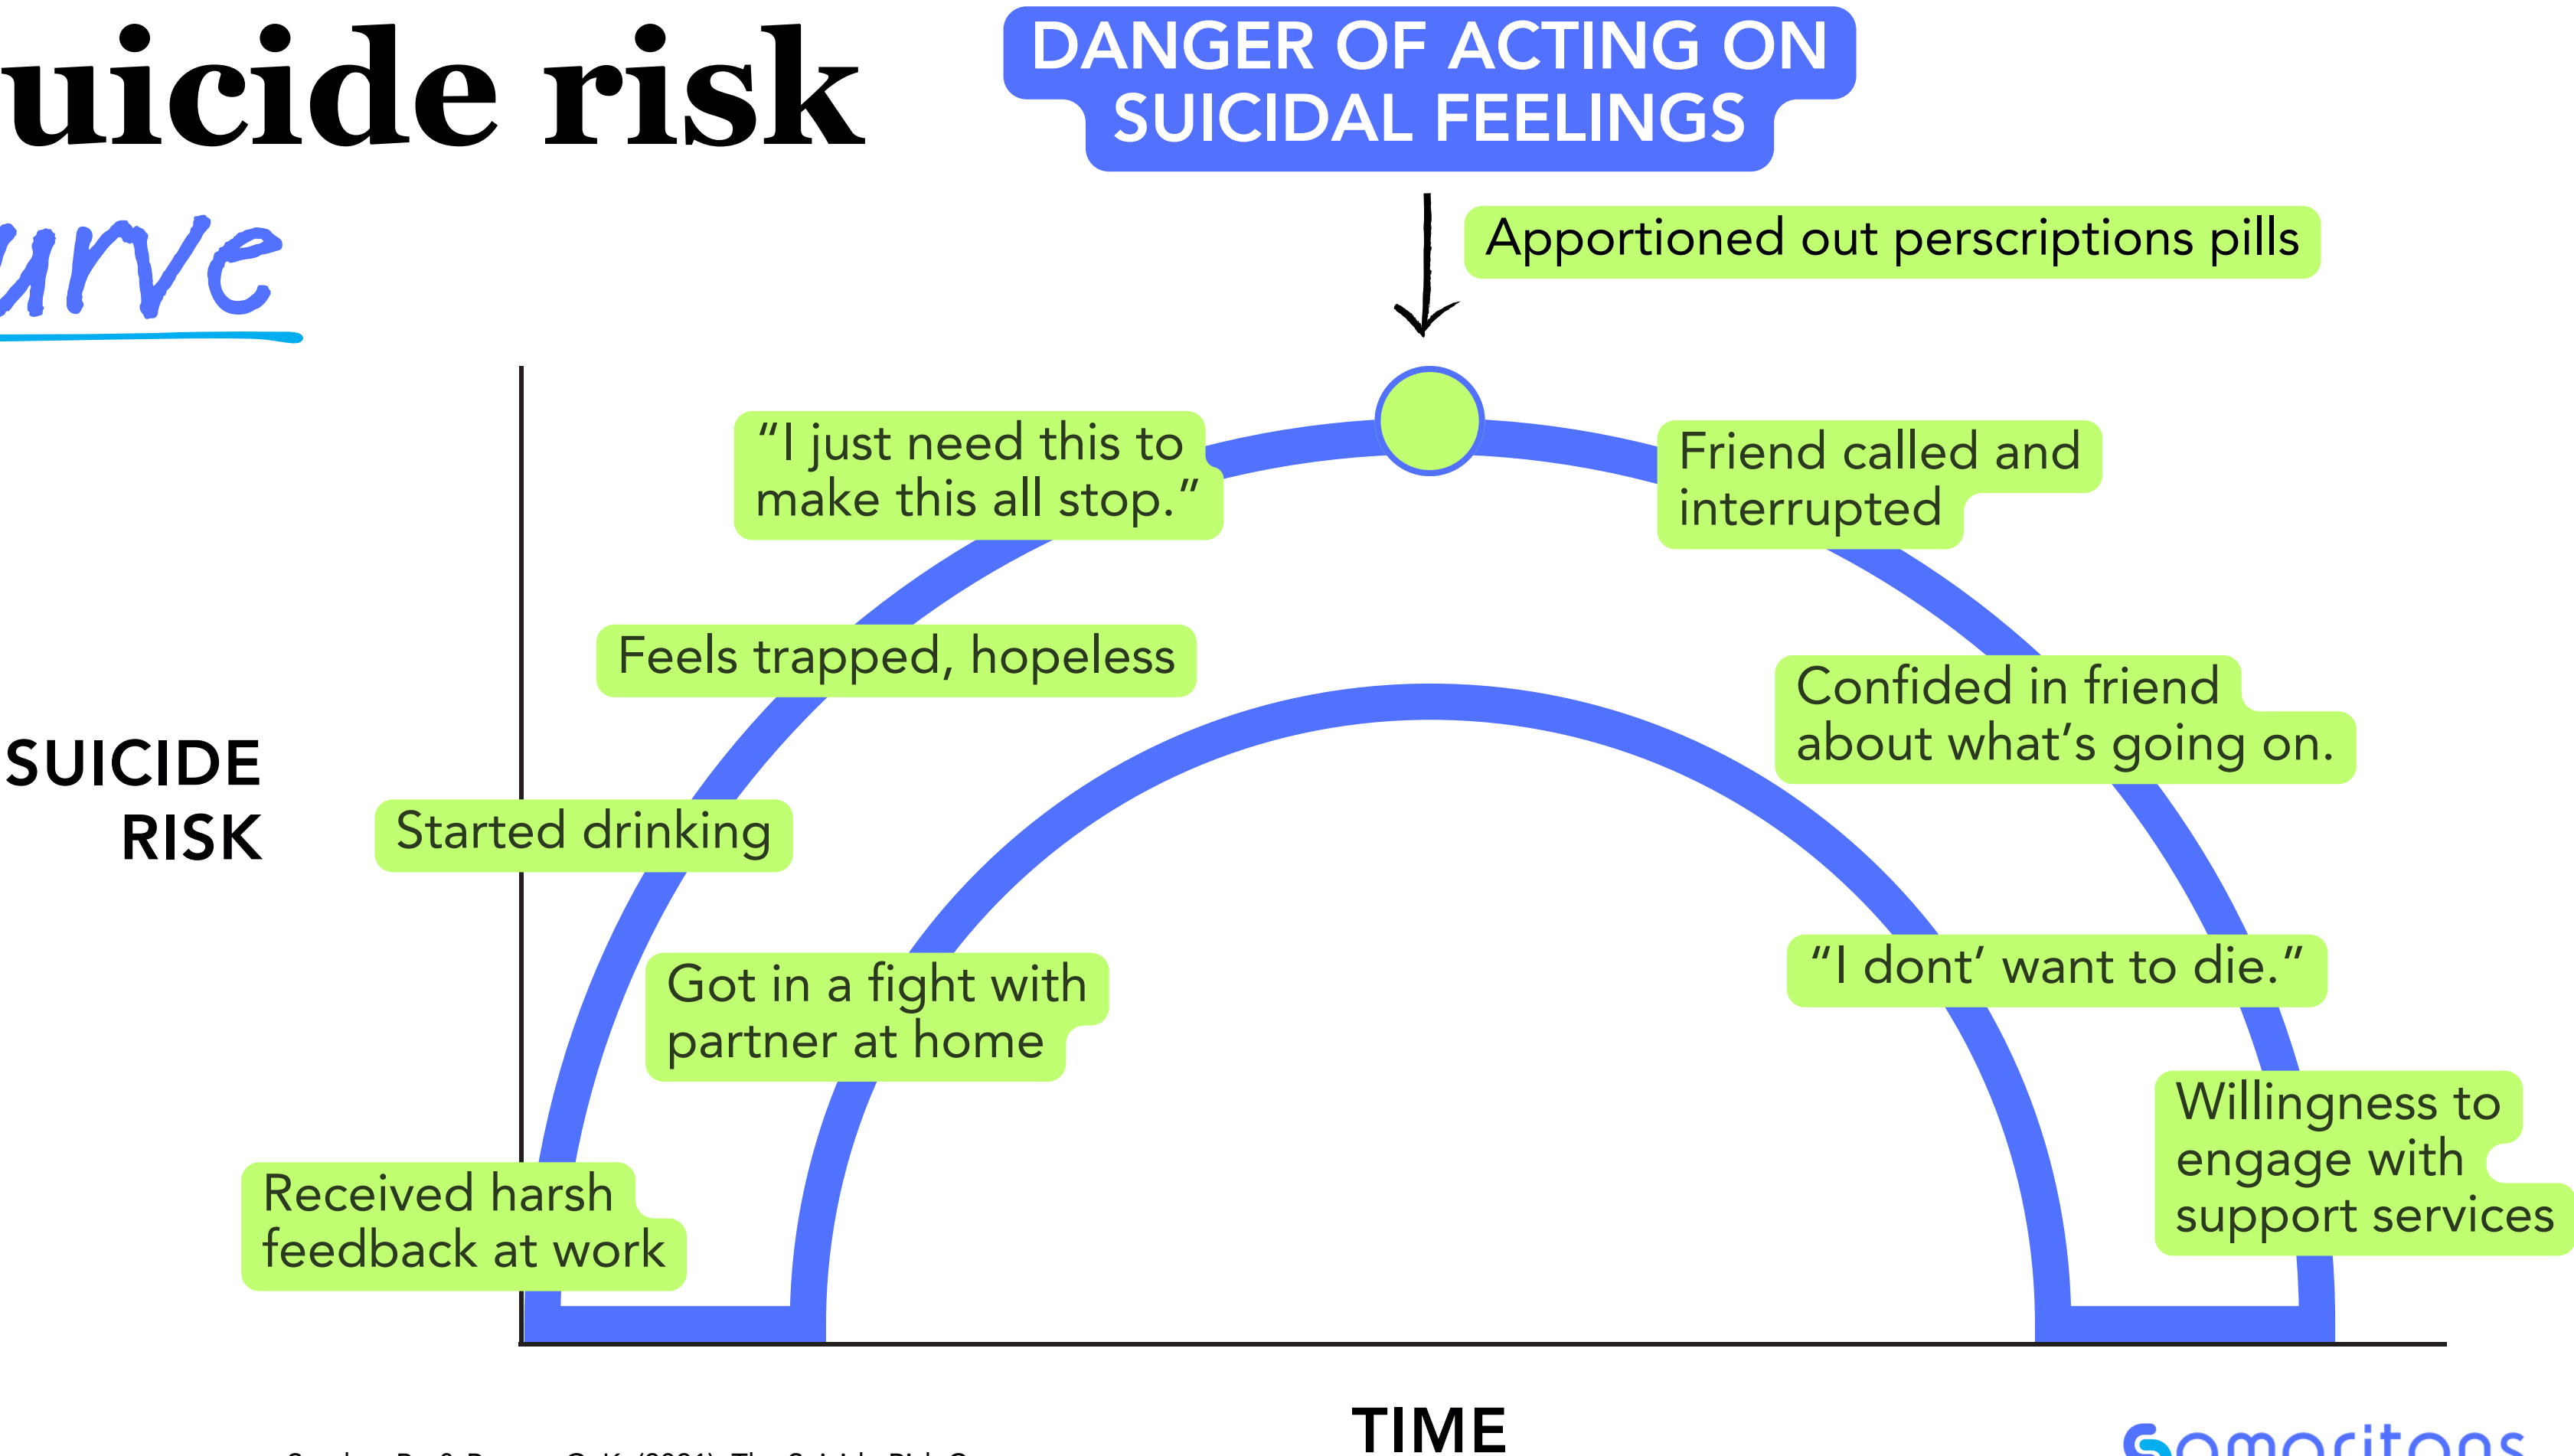 uicide risk
urve
DANGER OF ACTING ON
SUICIDAL FEELINGS
Apportioned out perscriptions pills
“I just need this to
make this all stop.”
Friend called and
interrupted
Feels trapped, hopeless
Confided in friend
about what’s going on.
SUICIDE
RISK
Started drinking
Got in a fight with
partner at home
“I dont’ want to die.”
Willingness to
engage with
support services
Received harsh
feedback at work
TIME
Samaritans